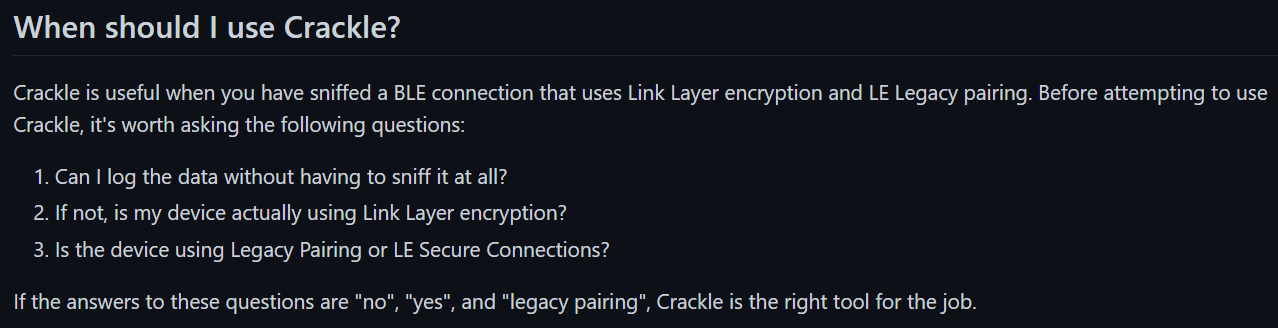 When should I use Crackle?
Crackle is useful when you have sniffed a BLE connection that uses Link Layer encryption and LE Legacy pairing. Before attempting to use
Crackle, it's worth asking the following questions:
1. Can I log the data without having to sniff it at all?
2. If not, is my device actually using Link Layer encryption?
3. Is the device using Legacy Pairing or LE Secure Connections?
If the answers to these questions are "no", "yes", and "legacy pairing", Crackle is the right tool for the job.